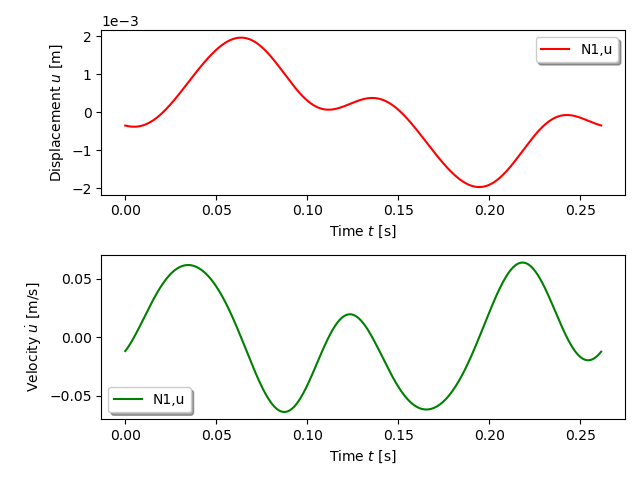 1e−3
2
1
0
−1
−2
Displacement u [m]
N1,u
0.00 0.05 0.10 0.15 0.20 0.25
Time t [s]
0.05
0.00
−0.05
Velocity u̇ [m/s]
N1,u
0.00 0.05 0.10 0.15 0.20 0.25
Time t [s]